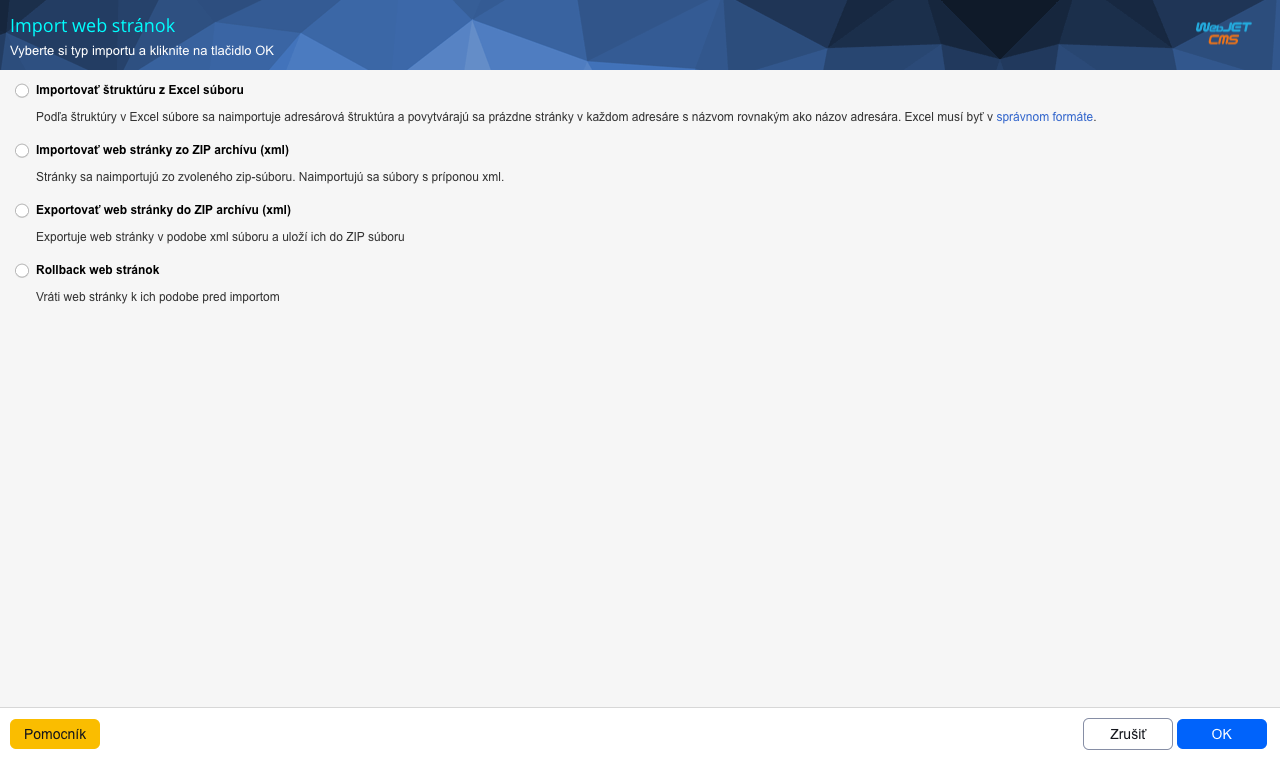 Import web stránok
Vyberte si typ importu a kliknite na tlačidlo OK
WebJET
CMS
Importovať štruktúru z Excel súboru
Podľa štruktúry v Excel súbore sa naimportuje adresárová štruktúra a povytvárajú sa prázdne stránky v každom adresáre s názvom rovnakým ako názov adresára. Excel musí byť v správnom formáte.
Importovať web stránky zo ZIP archívu (xml)
Stránky sa naimportujú zo zvoleného zip-súboru. Naimportujú sa súbory s príponou xml.
Exportovať web stránky do ZIP archívu (xml)
Exportuje web stránky v podobe xml súboru a uloží ich do ZIP súboru
Rollback web stránok
Vráti web stránky k ich podobe pred importom
Pomocník
Zrušiť
OK